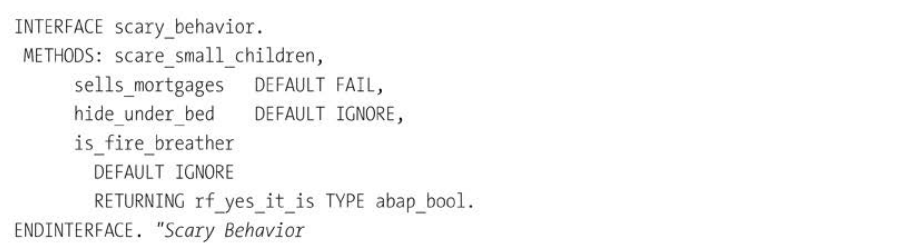 INTERFACE scary_behavior.
METHODS: scare_small_children,
sells_mortgages DEFAULT FAIL,
hide_under_bed DEFAULT IGNORE,
is_fire_breather
DEFAULT IGNORE
RETURNING rf_yes_it_is TYPE abap_bool.
ENDINTERFACE. "Scary Behavior